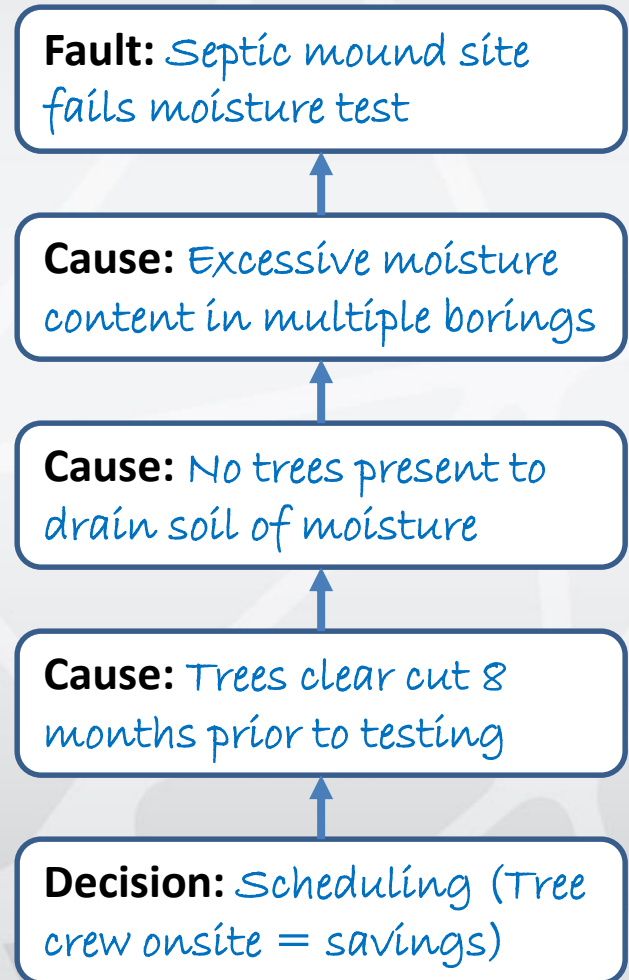 Fault: Septic mound site
fails moisture test
Cause: Excessive moisture
content in multiple borings
Cause: No trees present to
drain soil of moisture
Cause: Trees clear cut 8
months prior to testing
Decision: Scheduling (Tree
crew onsite = savings)